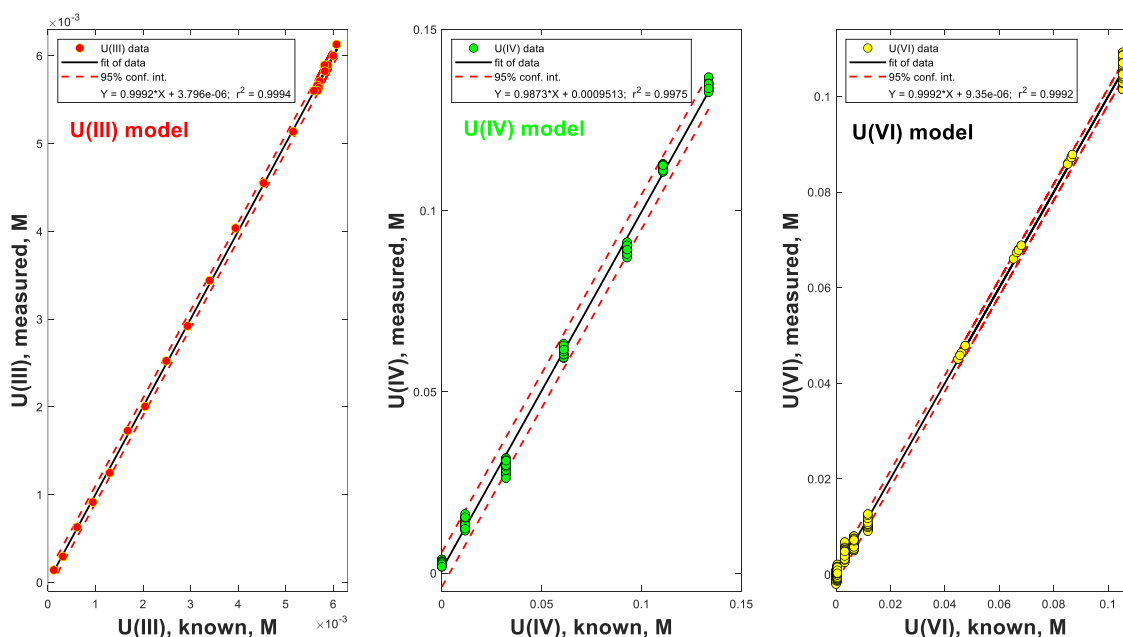 ×10⁻³
6
5
4
3
2
1
0
U(III), measured, M
U(III) data
fit of data
95% conf. int.
Y = 0.9992*X + 3.796e-06; r² = 0.9994
U(III) model
0 1 2 3 4 5 6
×10⁻³
U(III), known, M
0.15
0.1
0.05
0
U(IV), measured, M
U(IV) data
fit of data
95% conf. int.
Y = 0.9873*X + 0.0009513; r² = 0.9975
U(IV) model
0 0.05 0.1 0.15
U(IV), known, M
0.1
0.08
0.06
0.04
0.02
0
U(VI), measured, M
U(VI) data
fit of data
95% conf. int.
Y = 0.9992*X + 9.35e-06; r² = 0.9992
U(VI) model
0 0.02 0.04 0.06 0.08 0.1
U(VI), known, M